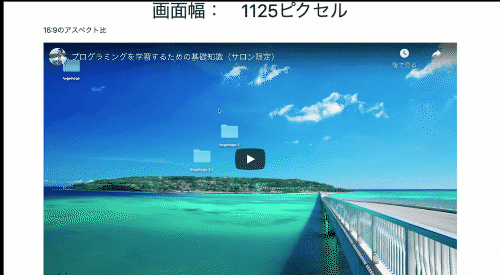 画面幅： 1125ピクセル
16:9のアスペクト比
プログラミングを学習するための基礎知識（サロン限定）
後で見る